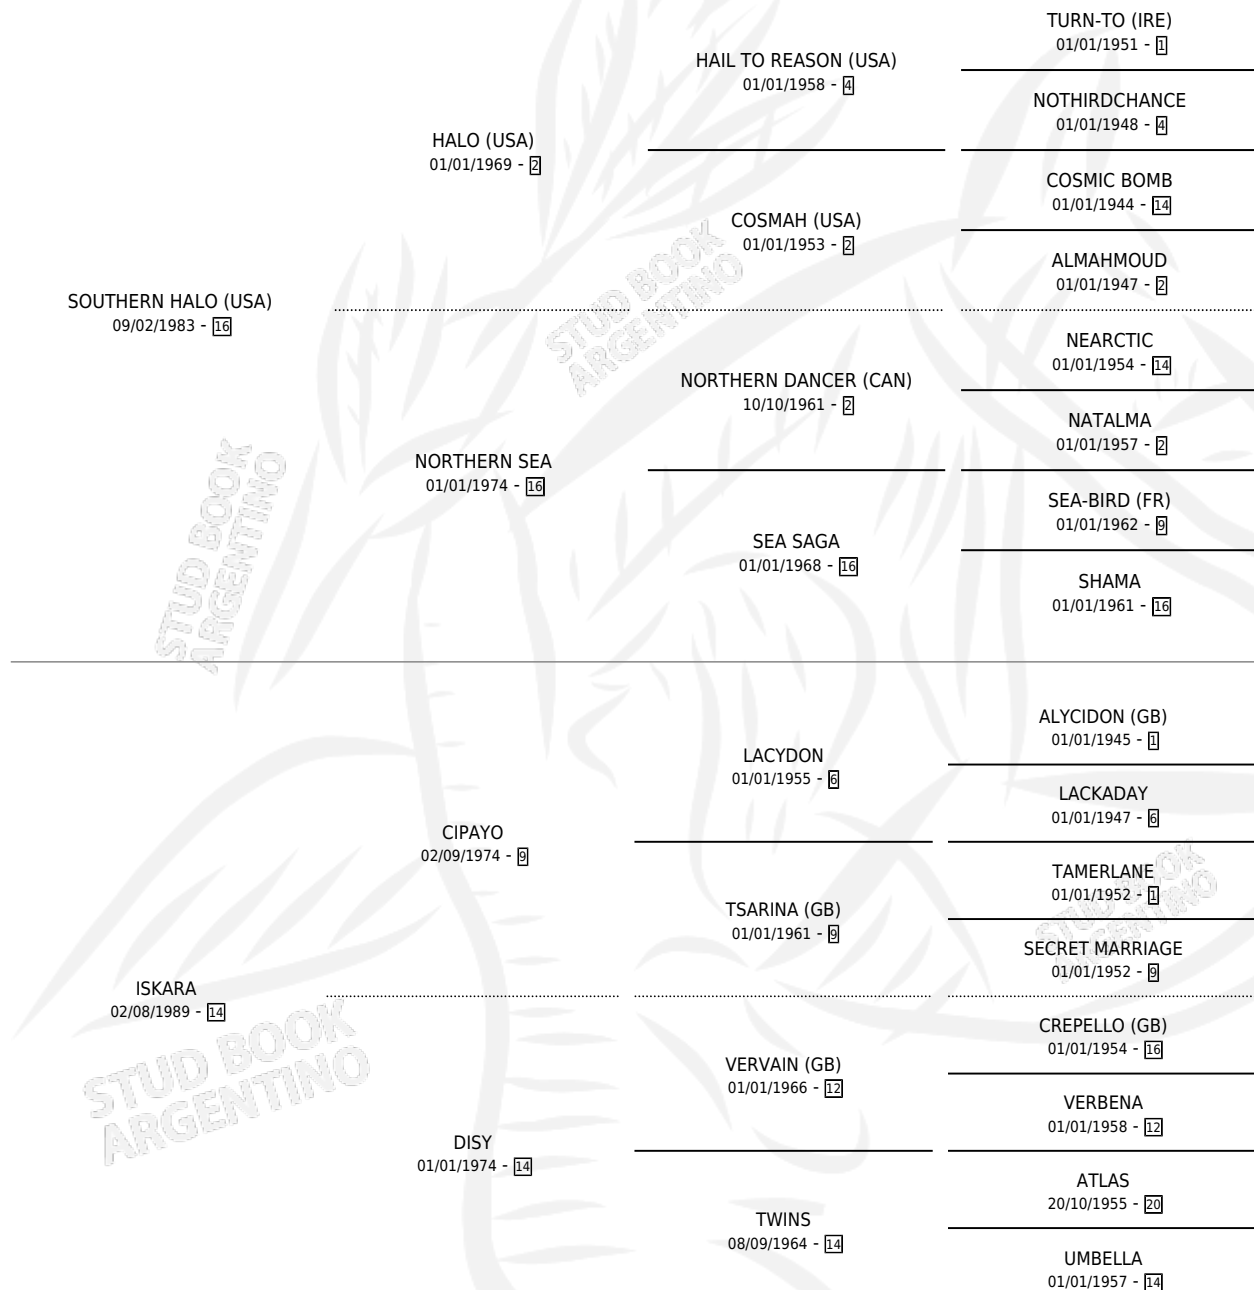 TURN-TO (IRE)
01/01/1951 - 1
HAIL TO REASON (USA)
01/01/1958 - 4
NOTHIRDCHANCE
01/01/1948 - 4
HALO (USA)
01/01/1969 - 2
COSMIC BOMB
01/01/1944 - 14
COSMAH (USA)
01/01/1953 - 2
ALMAHMOUD
01/01/1947 - 2
SOUTHERN HALO (USA)
09/02/1983 - 16
NEARCTIC
01/01/1954 - 14
NORTHERN DANCER (CAN)
10/10/1961 - 2
NATALMA
01/01/1957 - 2
NORTHERN SEA
01/01/1974 - 16
SEA-BIRD (FR)
01/01/1962 - 9
SEA SAGA
01/01/1968 - 16
SHAMA
01/01/1961 - 16
ALYCIDON (GB)
01/01/1945 - 1
LACYDON
01/01/1955 - 6
LACKADAY
01/01/1947 - 6
CIPAYO
02/09/1974 - 9
TAMERLANE
01/01/1952 - 1
TSARINA (GB)
01/01/1961 - 9
SECRET MARRIAGE
01/01/1952 - 9
ISKARA
02/08/1989 - 14
CREPELLO (GB)
01/01/1954 - 16
VERVAIN (GB)
01/01/1966 - 12
VERBENA
01/01/1958 - 12
DISY
01/01/1974 - 14
ATLAS
20/10/1955 - 20
TWINS
08/09/1964 - 14
UMBELLA
01/01/1957 - 14
STUD BOOK
ARGENTINO
STUD BOOK
ARGENTINO
STUD BOOK
ARGENTINO
STUD BOOK
ARGENTINO